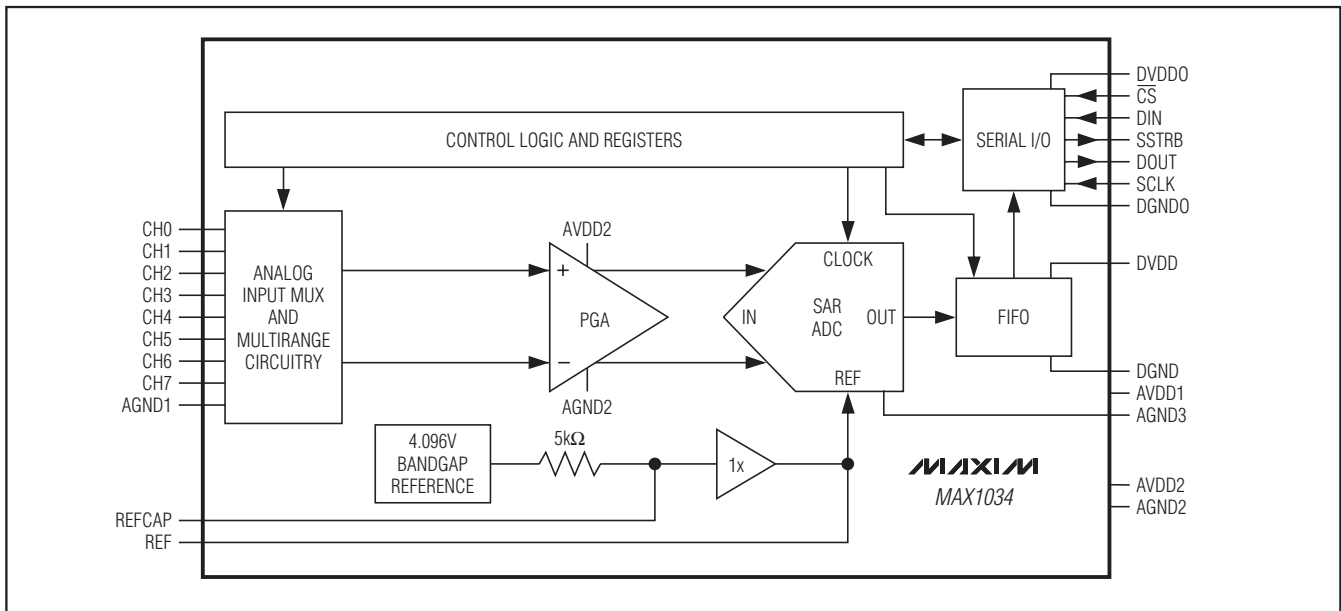 DVDDO
CS
DIN
SSTRB
DOUT
SCLK
DGNDO
SERIAL I/O
CONTROL LOGIC AND REGISTERS
CH0
CH1
CH2
CH3
CH4
CH5
CH6
CH7
AGND1
ANALOG
INPUT MUX
AND
MULTIRANGE
CIRCUITRY
AVDD2
+
PGA
−
AGND2
CLOCK
IN
SAR
ADC
OUT
REF
FIFO
DVDD
DGND
AVDD1
AGND3
4.096V
BANDGAP
REFERENCE
5kΩ
1x
MAXIM
MAX1034
AVDD2
AGND2
REFCAP
REF